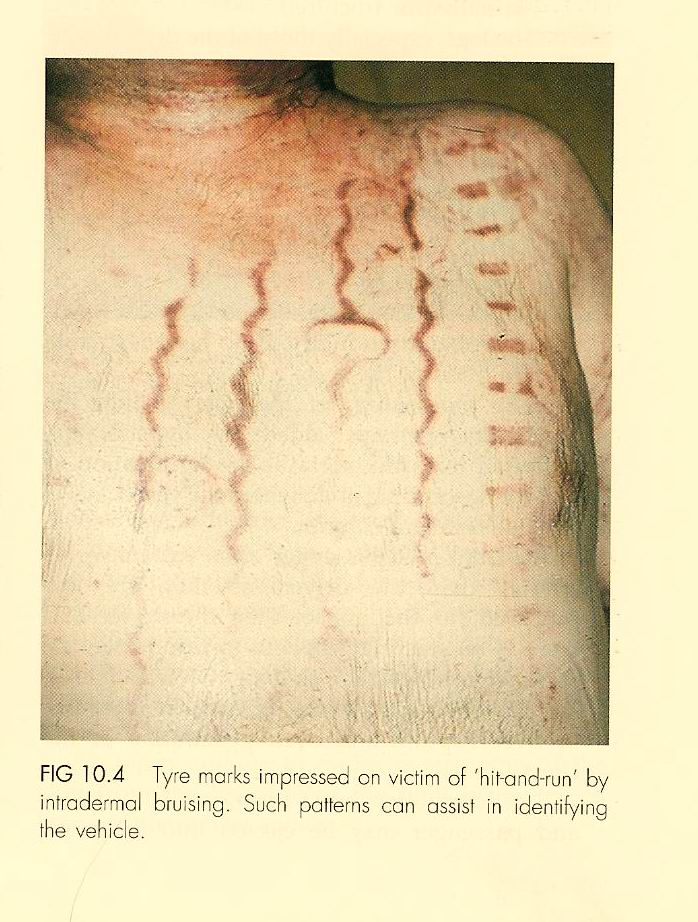 FIG 10.4 Tyre marks impressed on victim of 'hit-and-run' by
intradermal bruising. Such patterns can assist in identifying
the vehicle.